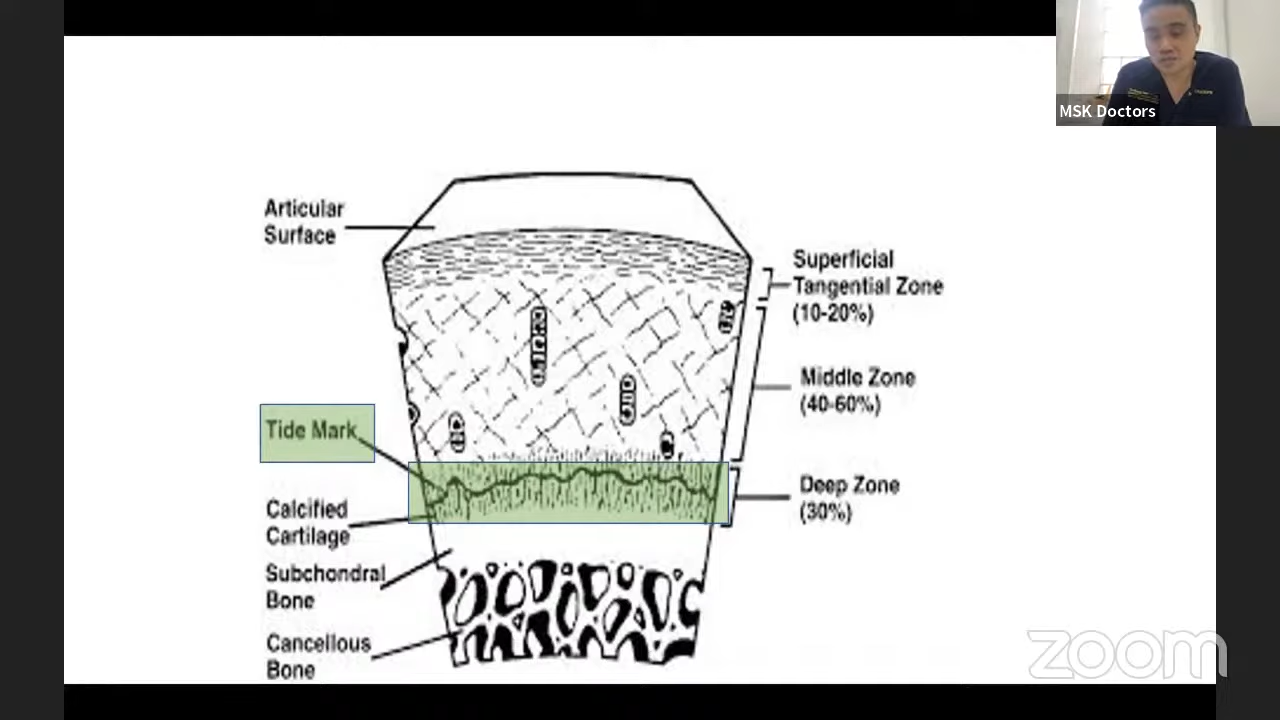 MSK Doctors
Articular
Surface
Superficial
Tangential Zone
(10-20%)
Middle Zone
(40-60%)
Tide Mark
Deep Zone
(30%)
Calcified
Cartilage
Subchondral
Bone
Cancellous
Bone
zoom